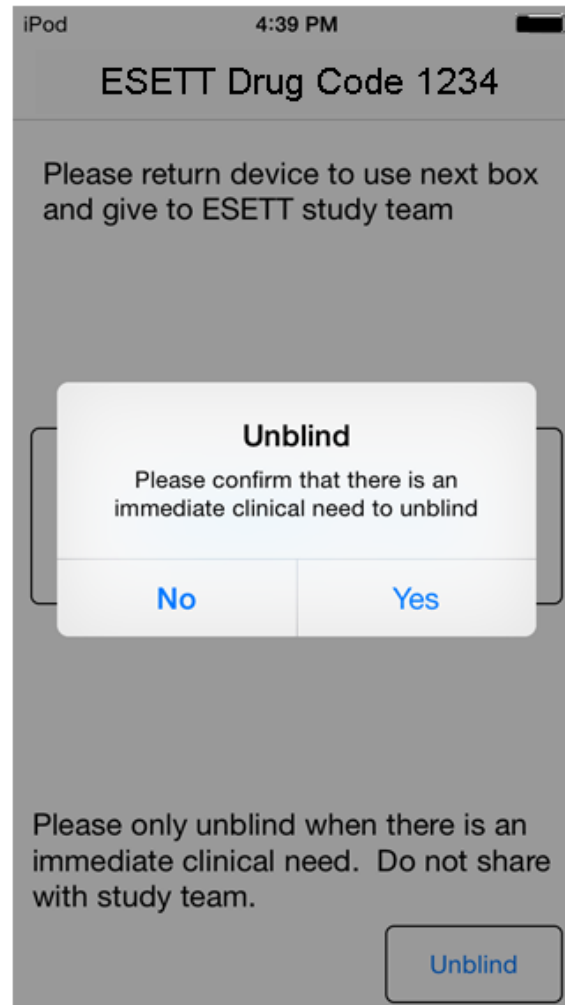 iPod 4:39 PM
ESETT Drug Code 1234
Please return device to use next box
and give to ESETT study team
Unblind
Please confirm that there is an
immediate clinical need to unblind
No Yes
Please only unblind when there is an
immediate clinical need. Do not share
with study team.
Unblind